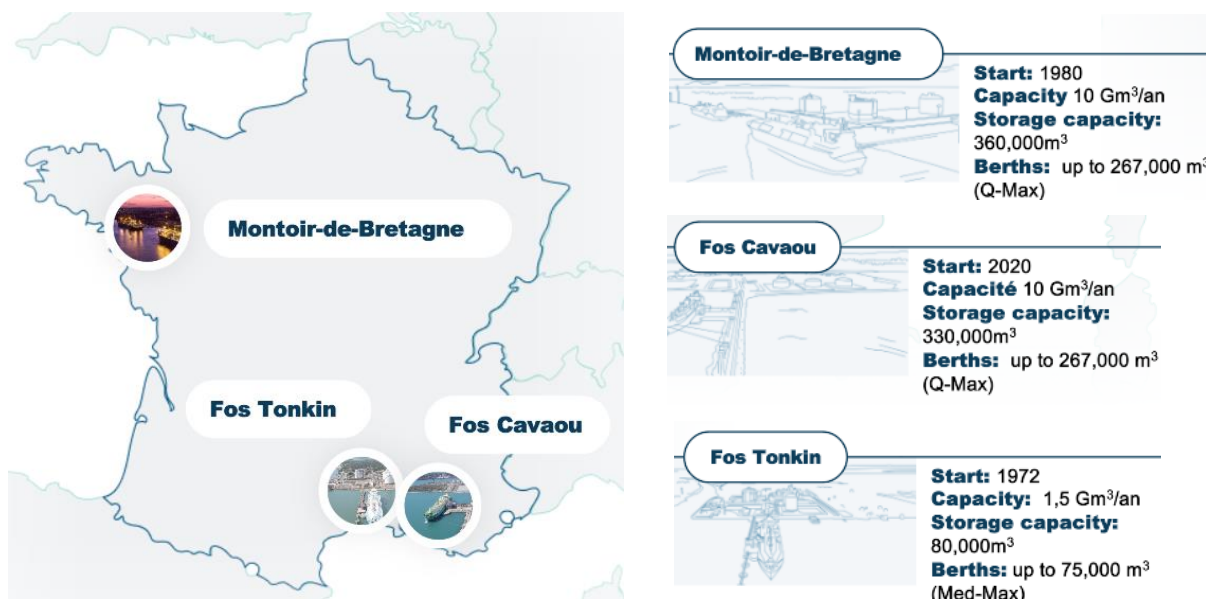 Montoir-de-Bretagne
Fos Tonkin
Fos Cavaou
Montoir-de-Bretagne
Start: 1980
Capacity 10 Gm³/an
Storage capacity:
360,000m³
Berths: up to 267,000 m³
(Q-Max)
Fos Cavaou
Start: 2020
Capacité 10 Gm³/an
Storage capacity:
330,000m³
Berths: up to 267,000 m³
(Q-Max)
Fos Tonkin
Start: 1972
Capacity: 1,5 Gm³/an
Storage capacity:
80,000m³
Berths: up to 75,000 m³
(Med-Max)